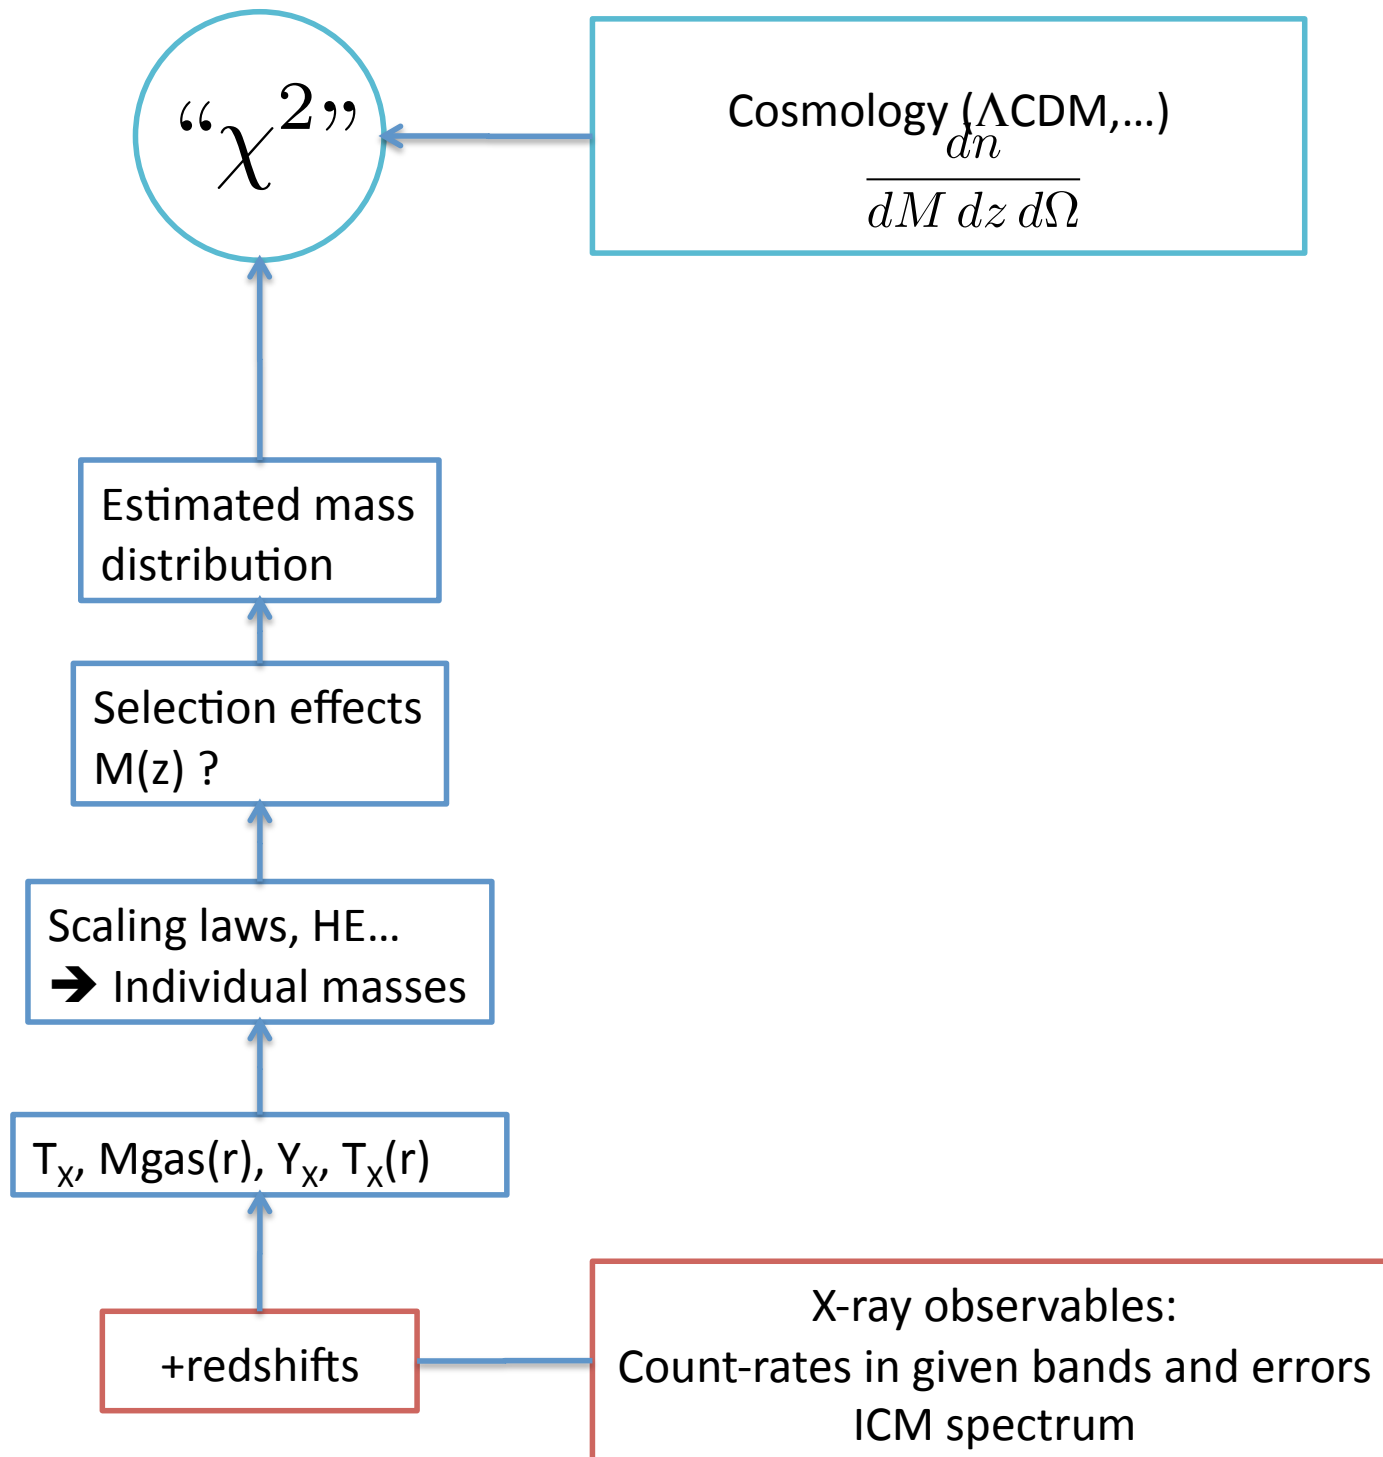 “χ²”
Cosmology (ΛCDM,…)
dn
dM dz dΩ
Estimated mass
distribution
Selection effects
M(z) ?
Scaling laws, HE…
➔ Individual masses
T_X, Mgas(r), Y_X, T_X(r)
+redshifts
X-ray observables:
Count-rates in given bands and errors
ICM spectrum